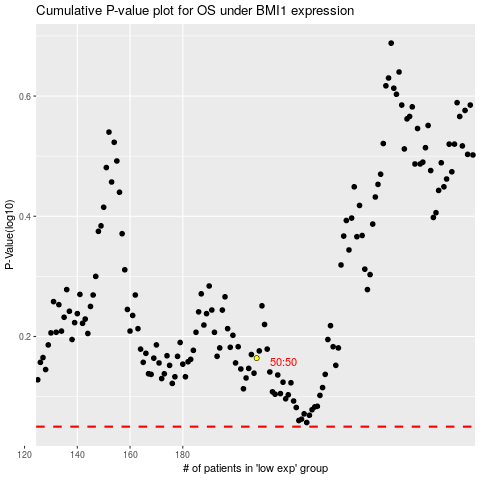 Cumulative P-value plot for OS under BMI1 expression
P-Value(log10)
0.6
0.4
0.2
50:50
120 140 160 180
# of patients in 'low exp' group